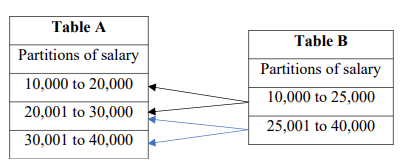 Table A
Partitions of salary
10,000 to 20,000
20,001 to 30,000
30,001 to 40,000
Table B
Partitions of salary
10,000 to 25,000
25,001 to 40,000